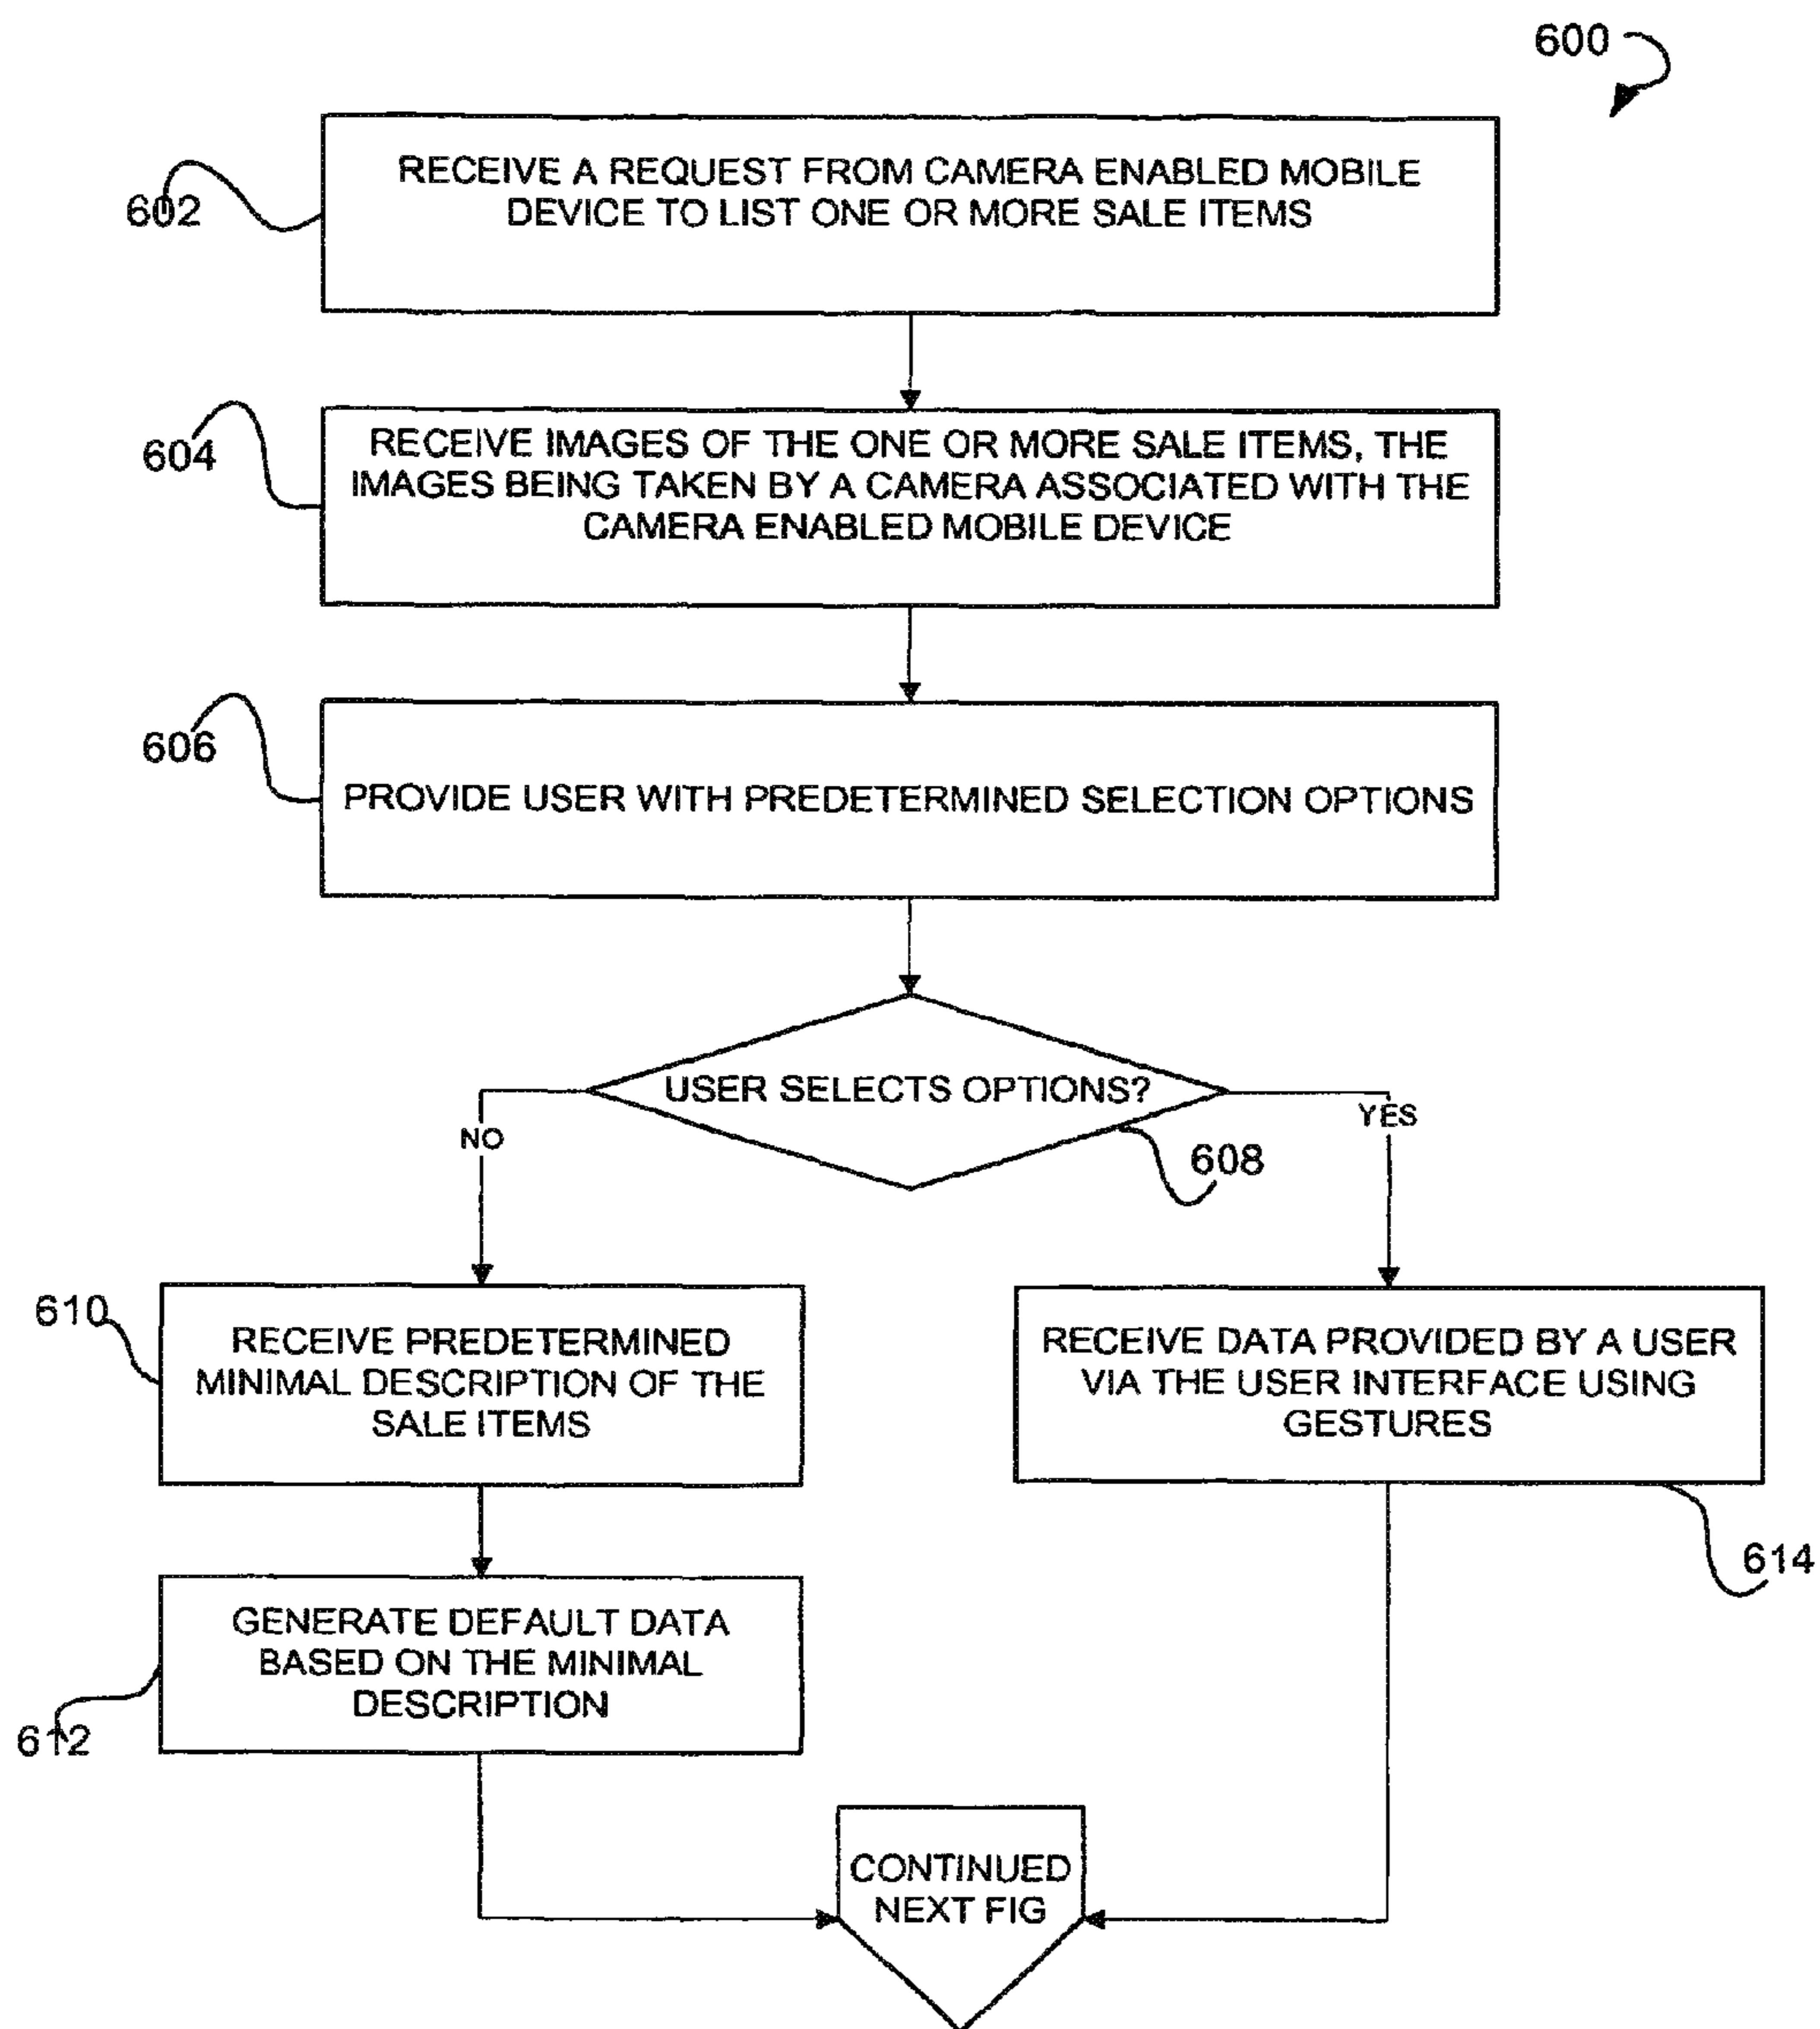 600
RECEIVE A REQUEST FROM CAMERA ENABLED MOBILE
DEVICE TO LIST ONE OR MORE SALE ITEMS
602
RECEIVE IMAGES OF THE ONE OR MORE SALE ITEMS, THE
IMAGES BEING TAKEN BY A CAMERA ASSOCIATED WITH THE
CAMERA ENABLED MOBILE DEVICE
604
606
PROVIDE USER WITH PREDETERMINED SELECTION OPTIONS
USER SELECTS OPTIONS?
NO
YES
608
610
RECEIVE PREDETERMINED
MINIMAL DESCRIPTION OF THE
SALE ITEMS
RECEIVE DATA PROVIDED BY A USER
VIA THE USER INTERFACE USING
GESTURES
614
GENERATE DEFAULT DATA
BASED ON THE MINIMAL
DESCRIPTION
612
CONTINUED
NEXT FIG